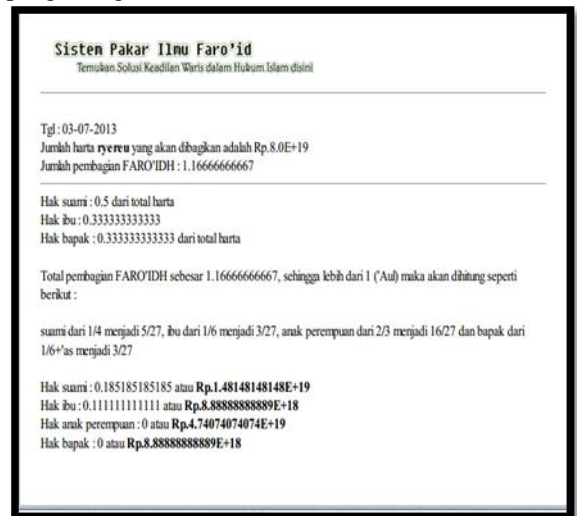 Sistem Pakar Ilmu Faro'id
Temukan Solusi Keadilan Waris dalam Hukum Islam disini
Tgl : 03-07-2013
Jumlah harta ryereu yang akan dibagikan adalah Rp.8.0E+19
Jumlah pembagian FARO'IDH : 1.16666666667
Hak suami : 0.5 dari total harta
Hak ibu : 0.333333333333
Hak bapak : 0.333333333333 dari total harta
Total pembagian FARO'IDH sebesar 1.16666666667, sehingga lebih dari 1 ('Aul) maka akan dihitung seperti
berikut :
suami dari 1/4 menjadi 5/27, ibu dari 1/6 menjadi 3/27, anak perempuan dari 2/3 menjadi 16/27 dan bapak dari
1/6+'as menjadi 3/27
Hak suami : 0.185185185185 atau Rp.1.48148148148E+19
Hak ibu : 0.111111111111 atau Rp.8.88888888889E+18
Hak anak perempuan : 0 atau Rp.4.74074074074E+19
Hak bapak : 0 atau Rp.8.88888888889E+18